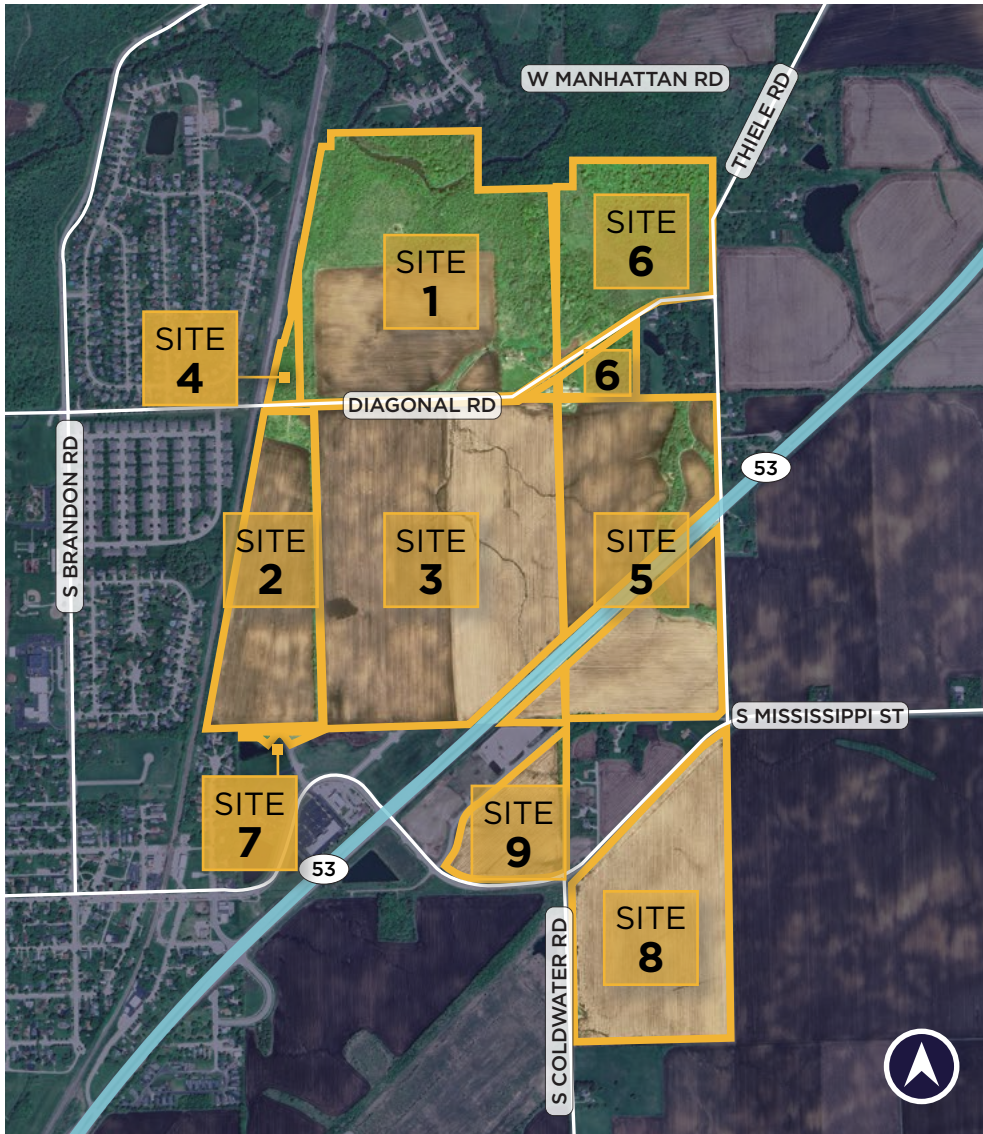 W MANHATTAN RD
THIELE RD
SITE
6
SITE
1
SITE
4
6
DIAGONAL RD
S BRANDON RD
53
SITE
2
SITE
3
SITE
5
S MISSISSIPPI ST
SITE
7
SITE
9
53
SITE
8
S COLDWATER RD